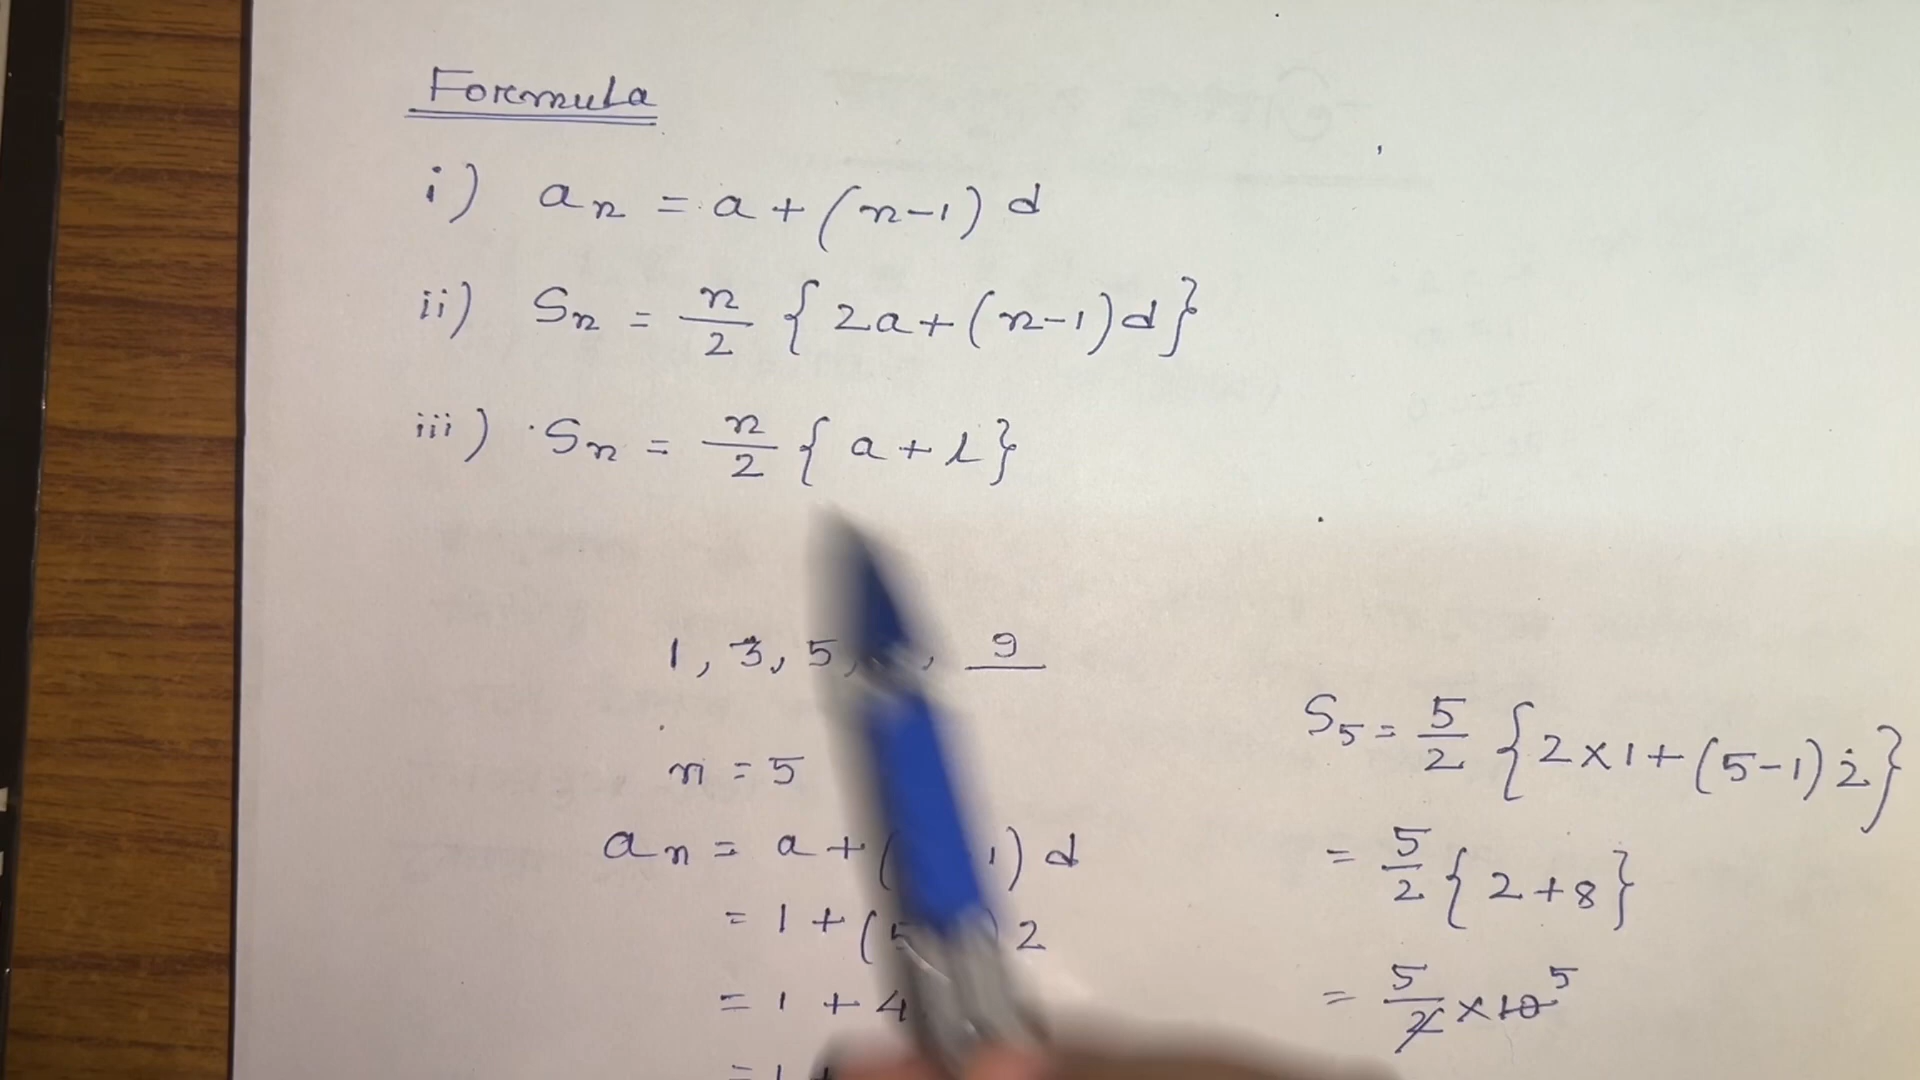 Formula
i) an = a + (n-1) d
ii) Sn = n/2 { 2a + (n-1) d }
iii) Sn = n/2 { a + l }
1, 3, 5, , 9
n = 5
an = a + ( 1) d
= 1 + (5 ) 2
= 1 + 4
= 1 +
S5 = 5/2 { 2 × 1 + (5-1) 2 }
= 5/2 { 2 + 8 }
= 5/2 × 10 5